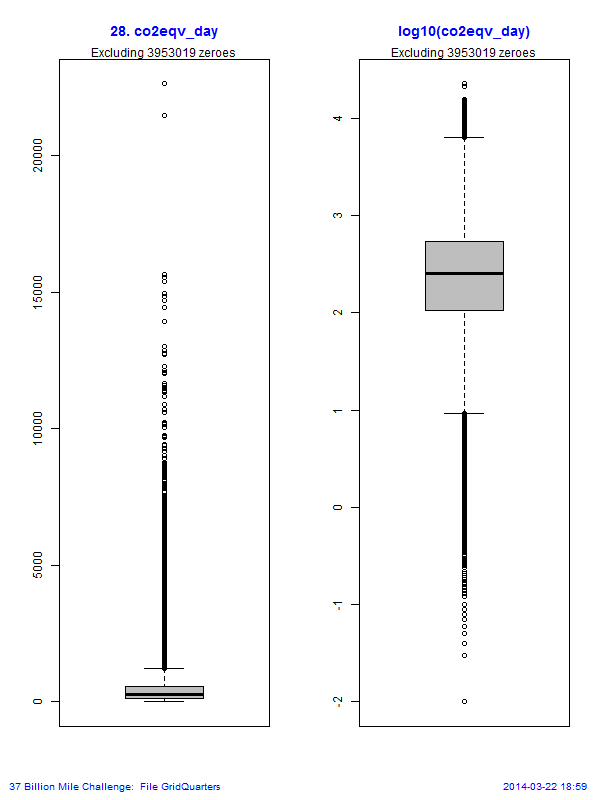 28. co2eqv_day
Excluding 3953019 zeroes
20000
15000
10000
5000
0
log10(co2eqv_day)
Excluding 3953019 zeroes
4
3
2
1
0
-1
-2
37 Billion Mile Challenge: File GridQuarters
2014-03-22 18:59